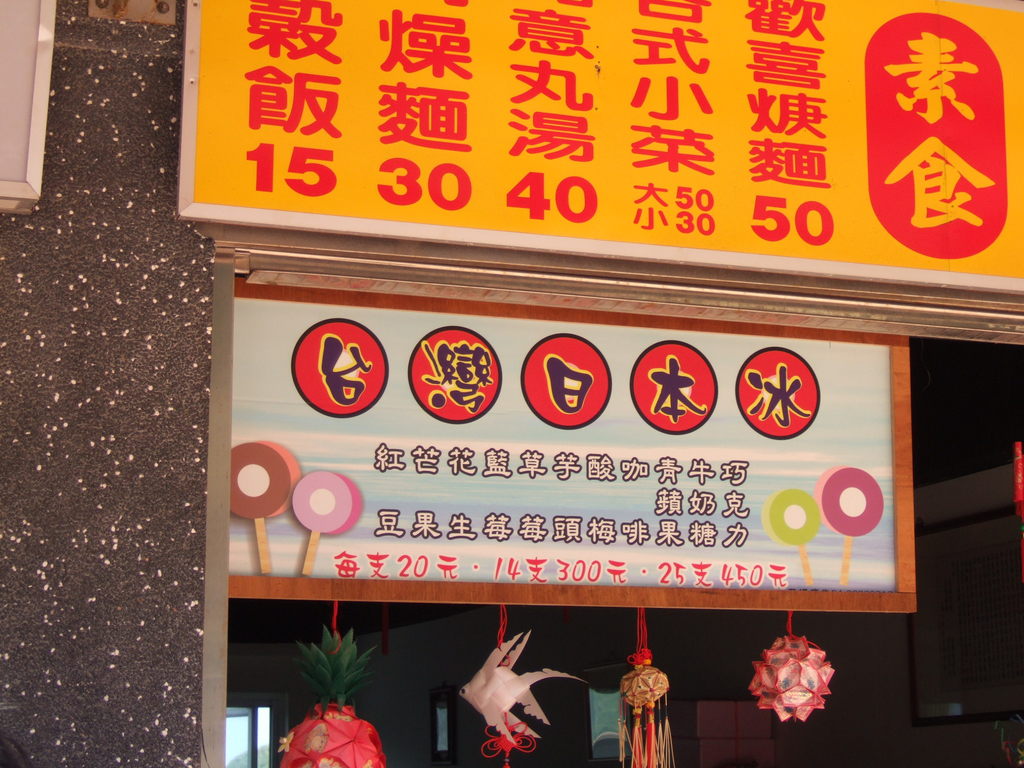 素食
歡喜焿麵 50
各式小菜 大50 小30
意丸湯 40
燥麵 30
穀飯 15
台灣日本冰
紅豆
芒果
花生
藍莓
草莓
芋頭
酸梅
咖啡
青蘋果
牛奶糖
巧克力
每支20元·14支300元·25支450元